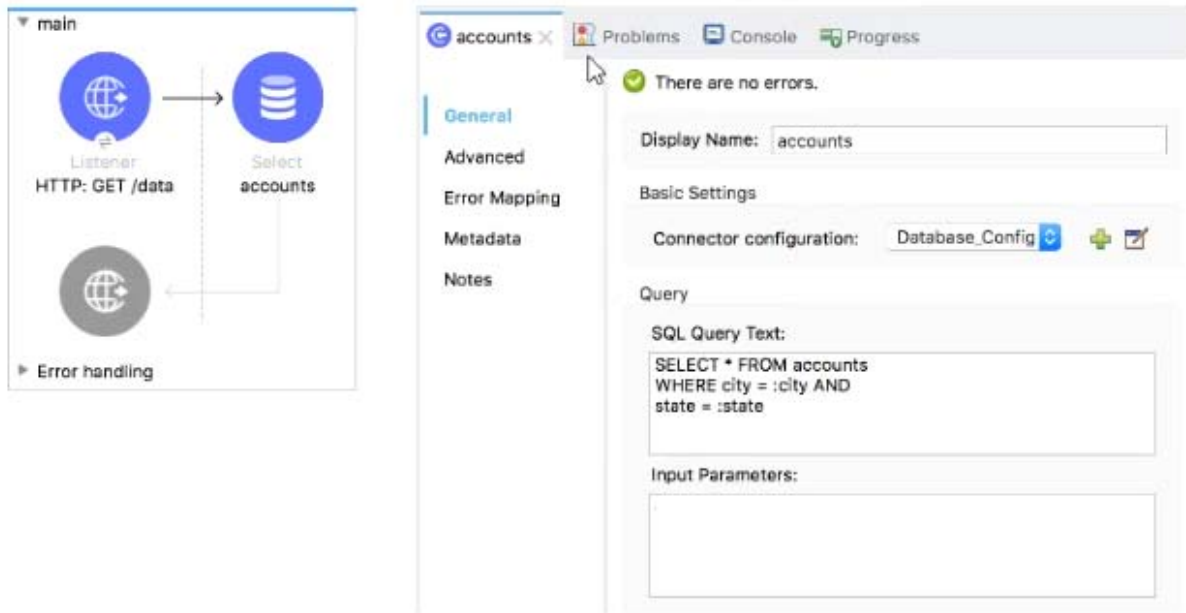 main
Listener
HTTP: GET /data
Select
accounts
Error handling
accounts
Problems
Console
Progress
General
Advanced
Error Mapping
Metadata
Notes
There are no errors.
Display Name: accounts
Basic Settings
Connector configuration: Database_Config
Query
SQL Query Text:
SELECT * FROM accounts
WHERE city = :city AND
state = :state
Input Parameters: